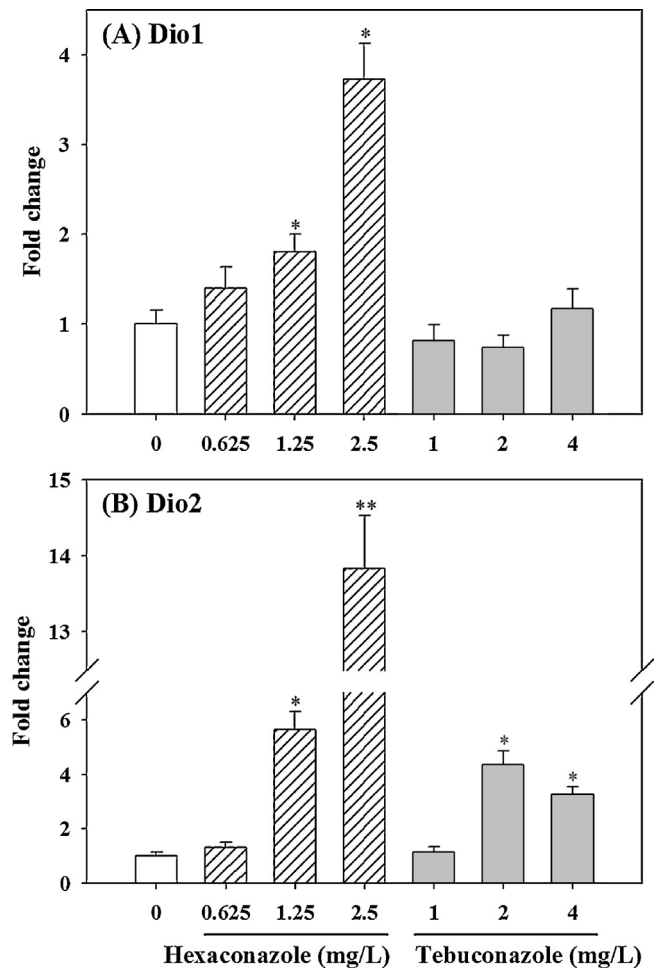 (A) Dio1
Fold change
4
3
2
1
0
*
*
0 0.625 1.25 2.5 1 2 4
(B) Dio2
Fold change
15
14
13
6
4
2
0
**
*
*
*
0 0.625 1.25 2.5 1 2 4
Hexaconazole (mg/L) Tebuconazole (mg/L)